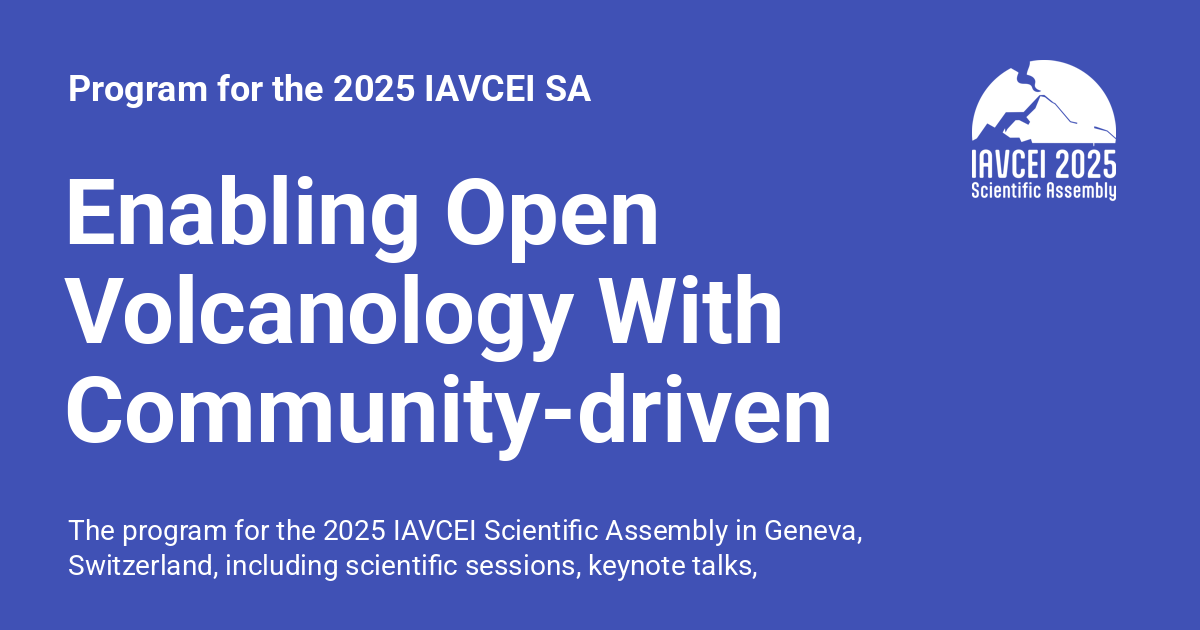 Program for the 2025 IAVCEI SA
IAVCEI 2025
Scientific Assembly
Enabling Open
Volcanology With
Community-driven
The program for the 2025 IAVCEI Scientific Assembly in Geneva,
Switzerland, including scientific sessions, keynote talks,